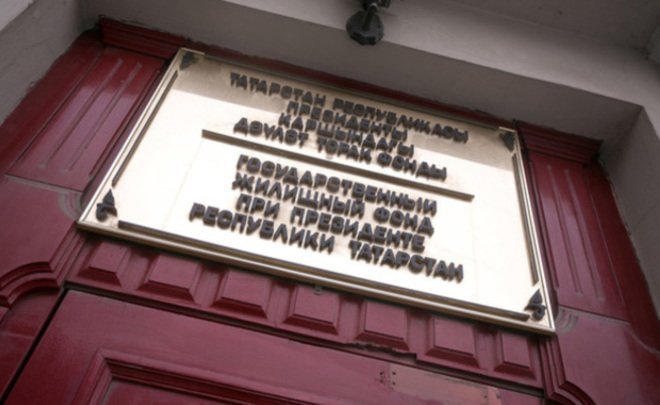 ТАТАРСТАН РЕСПУБЛИКАСЫ
ПРЕЗИДЕНТЫ
КАРШЫНДАГЫ
ДӘҮЛӘТ ТОРАК ФОНДЫ
ГОСУДАРСТВЕННЫЙ
ЖИЛИЩНЫЙ ФОНД
ПРИ ПРЕЗИДЕНТЕ
РЕСПУБЛИКИ ТАТАРСТАН